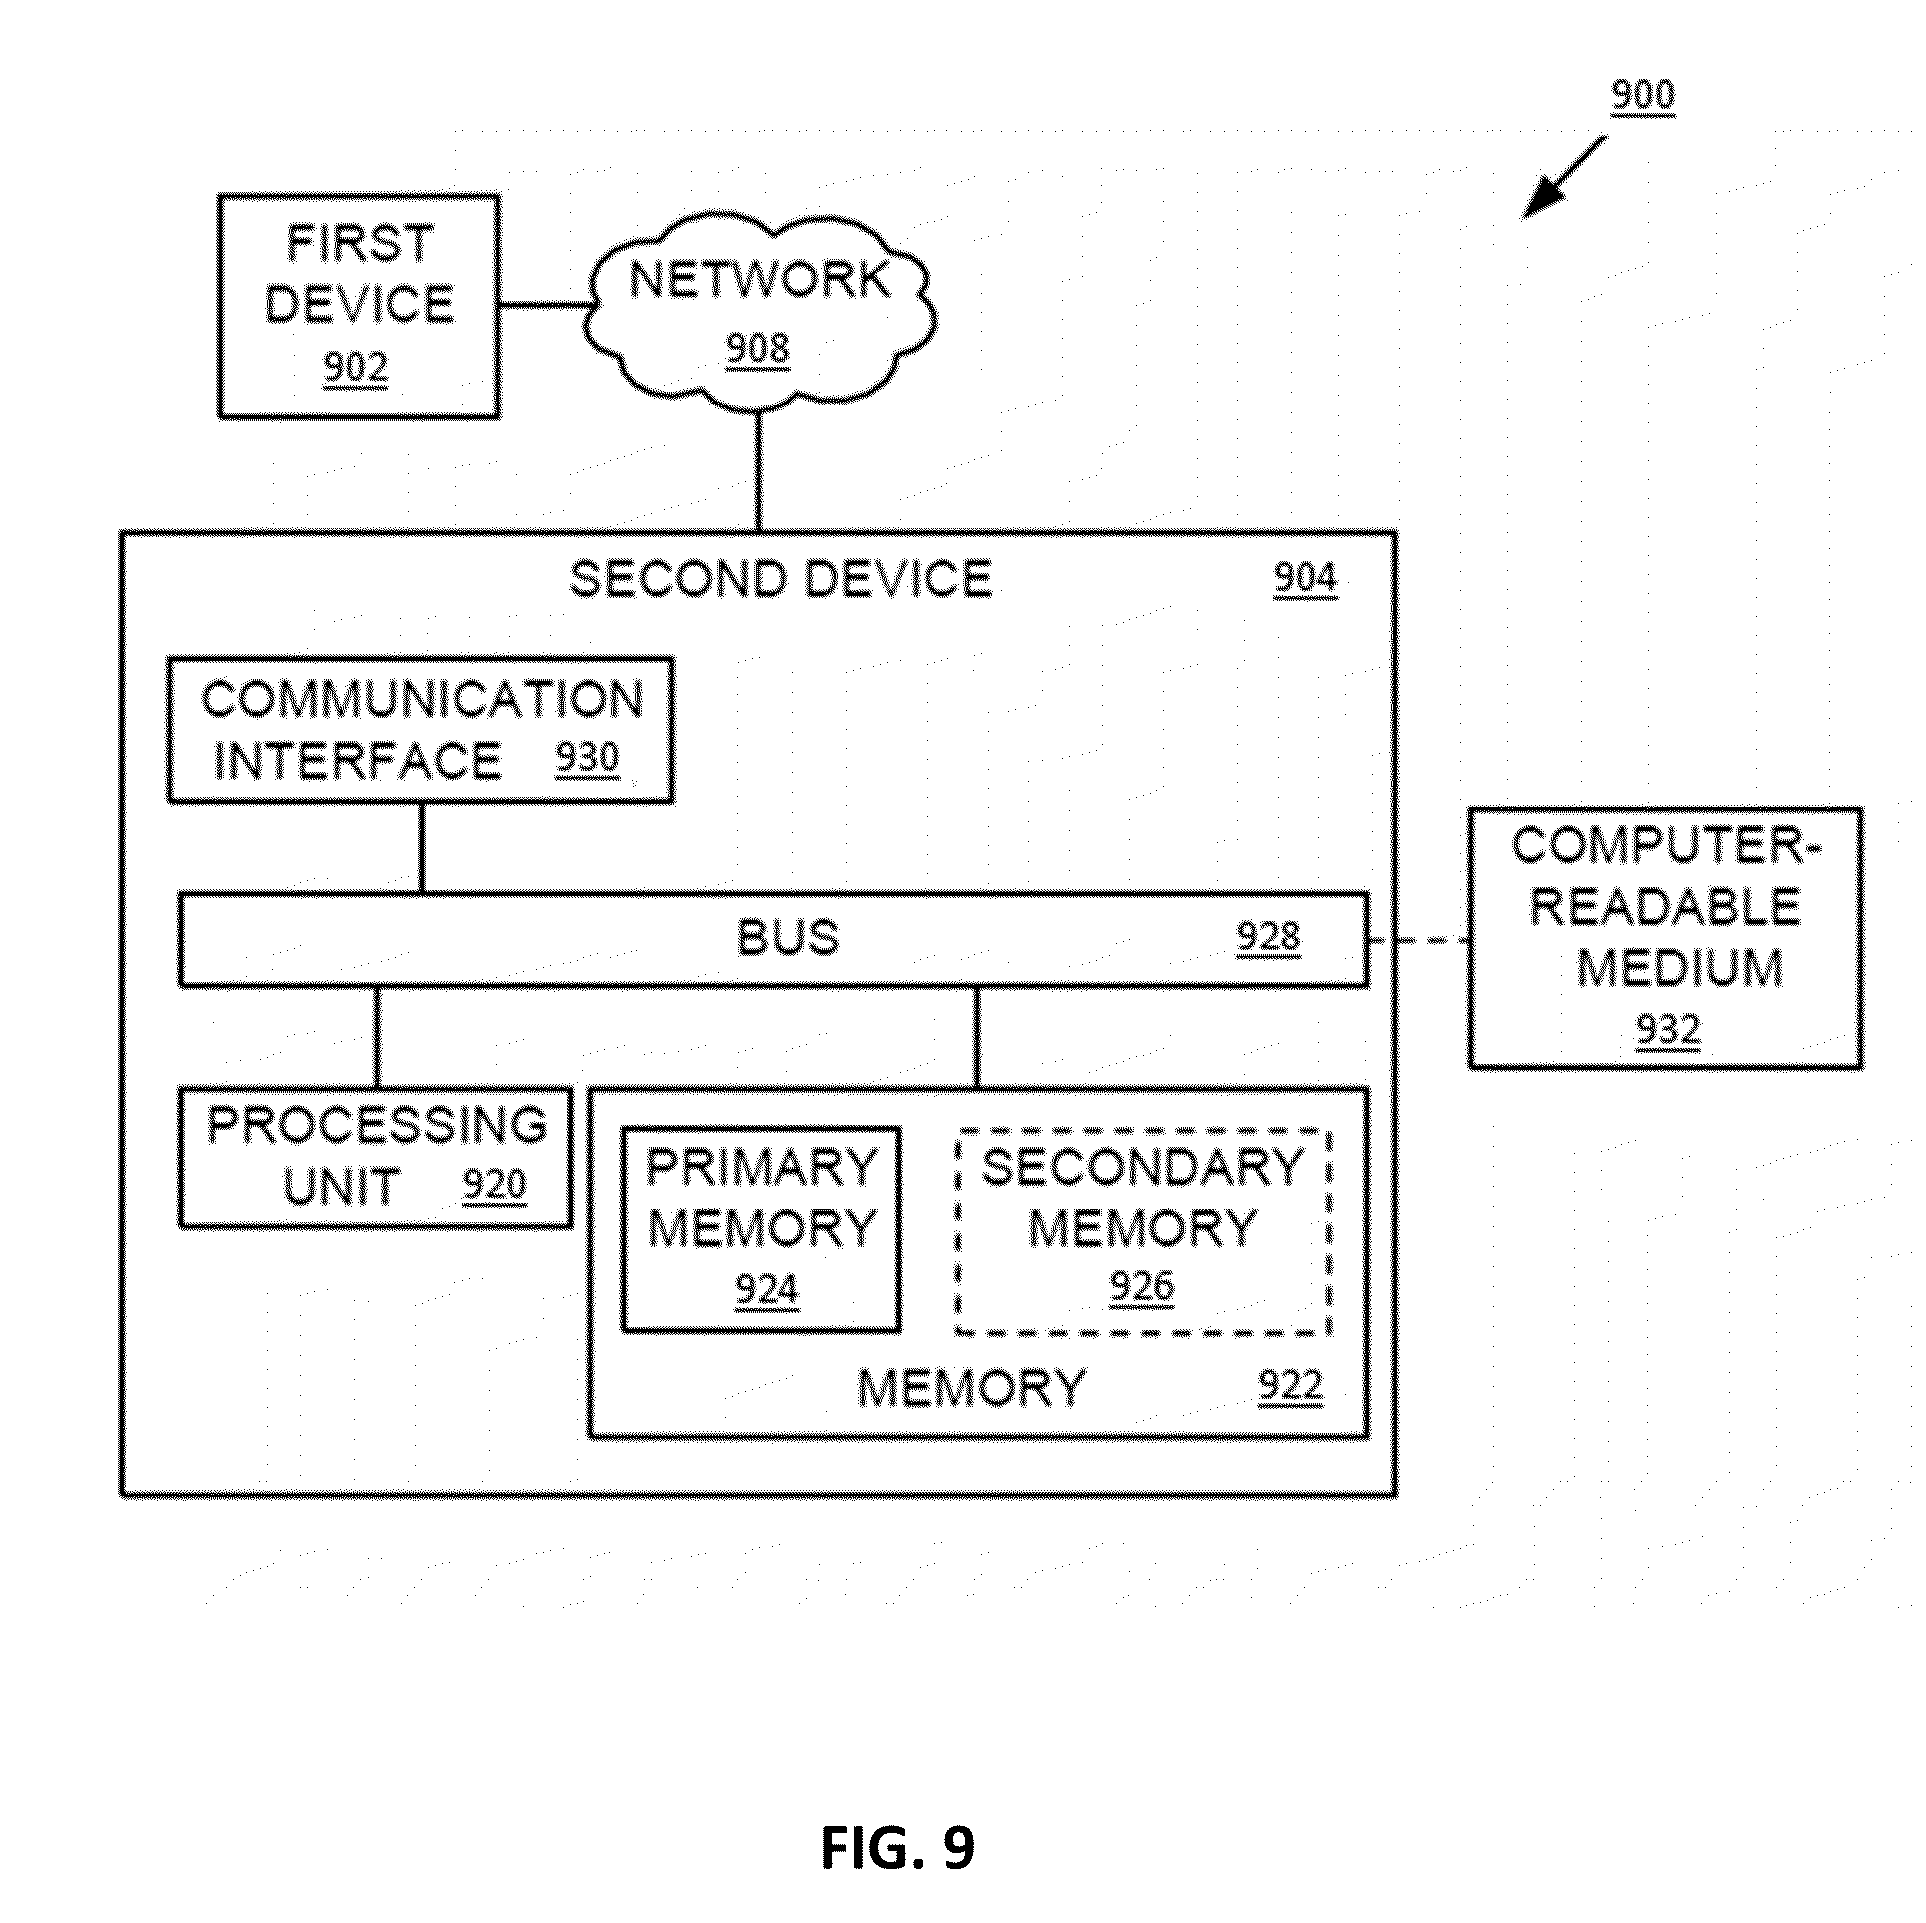 900
FIRST
DEVICE
902
NETWORK
908
SECOND DEVICE 904
COMMUNICATION
INTERFACE 930
BUS 928
COMPUTER-
READABLE
MEDIUM
932
PROCESSING
UNIT 920
PRIMARY
MEMORY
924
SECONDARY
MEMORY
926
MEMORY 922
FIG. 9